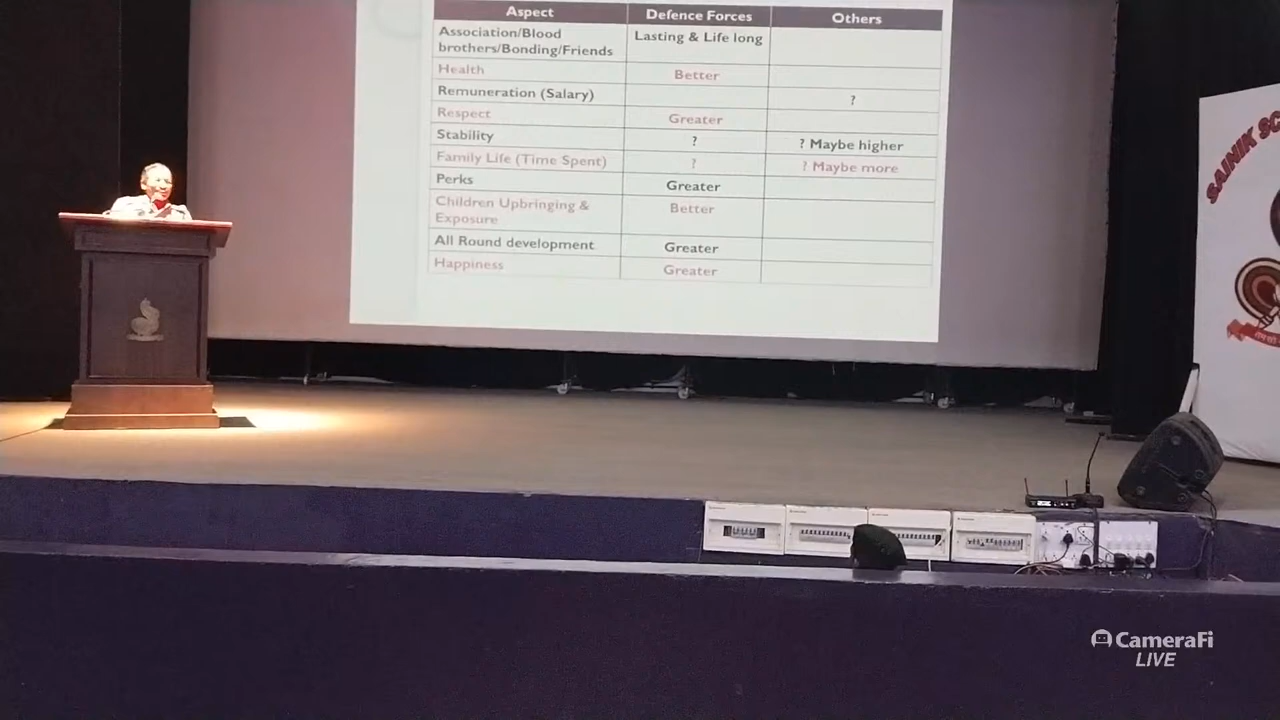 Aspect Defence Forces Others
Association/Blood Lasting & Life long
brothers/Bonding/Friends
Health Better
Remuneration (Salary) ?
Respect Greater
Stability ? ? Maybe higher
Family Life (Time Spent) ? ? Maybe more
Perks Greater
Children Upbringing & Better
Exposure
All Round development Greater
Happiness Greater
SAINIK
CameraFi
LIVE